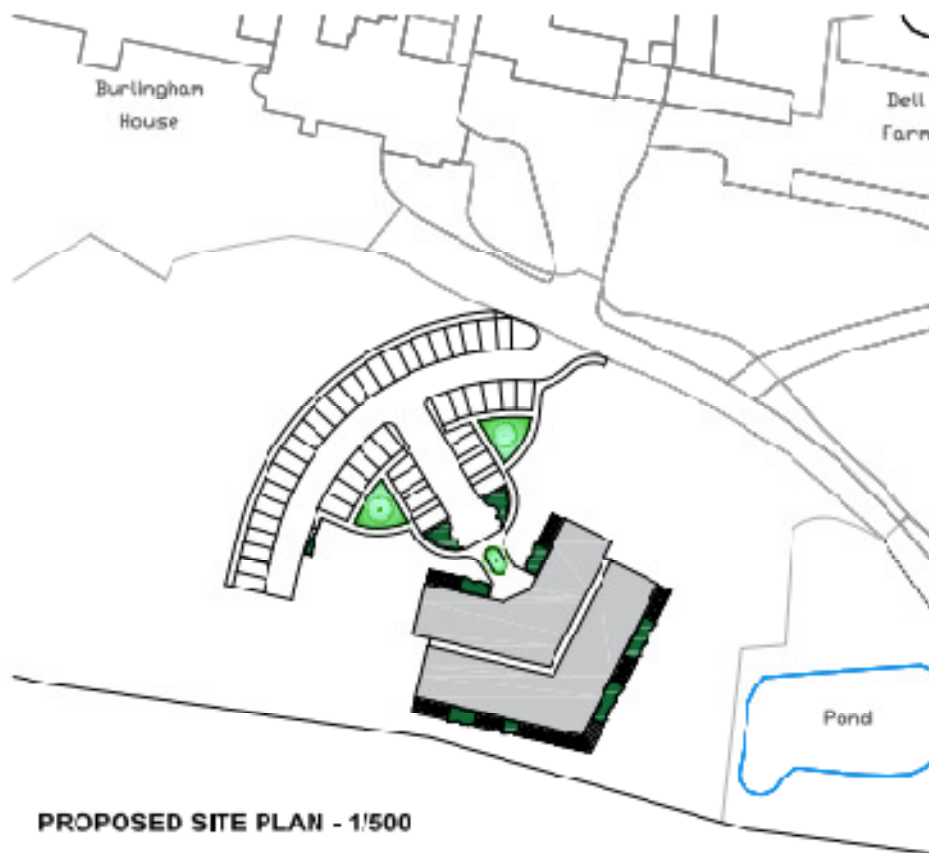 Burlingham
House
Dell
Farm
Pond
PROPOSED SITE PLAN - 1/500